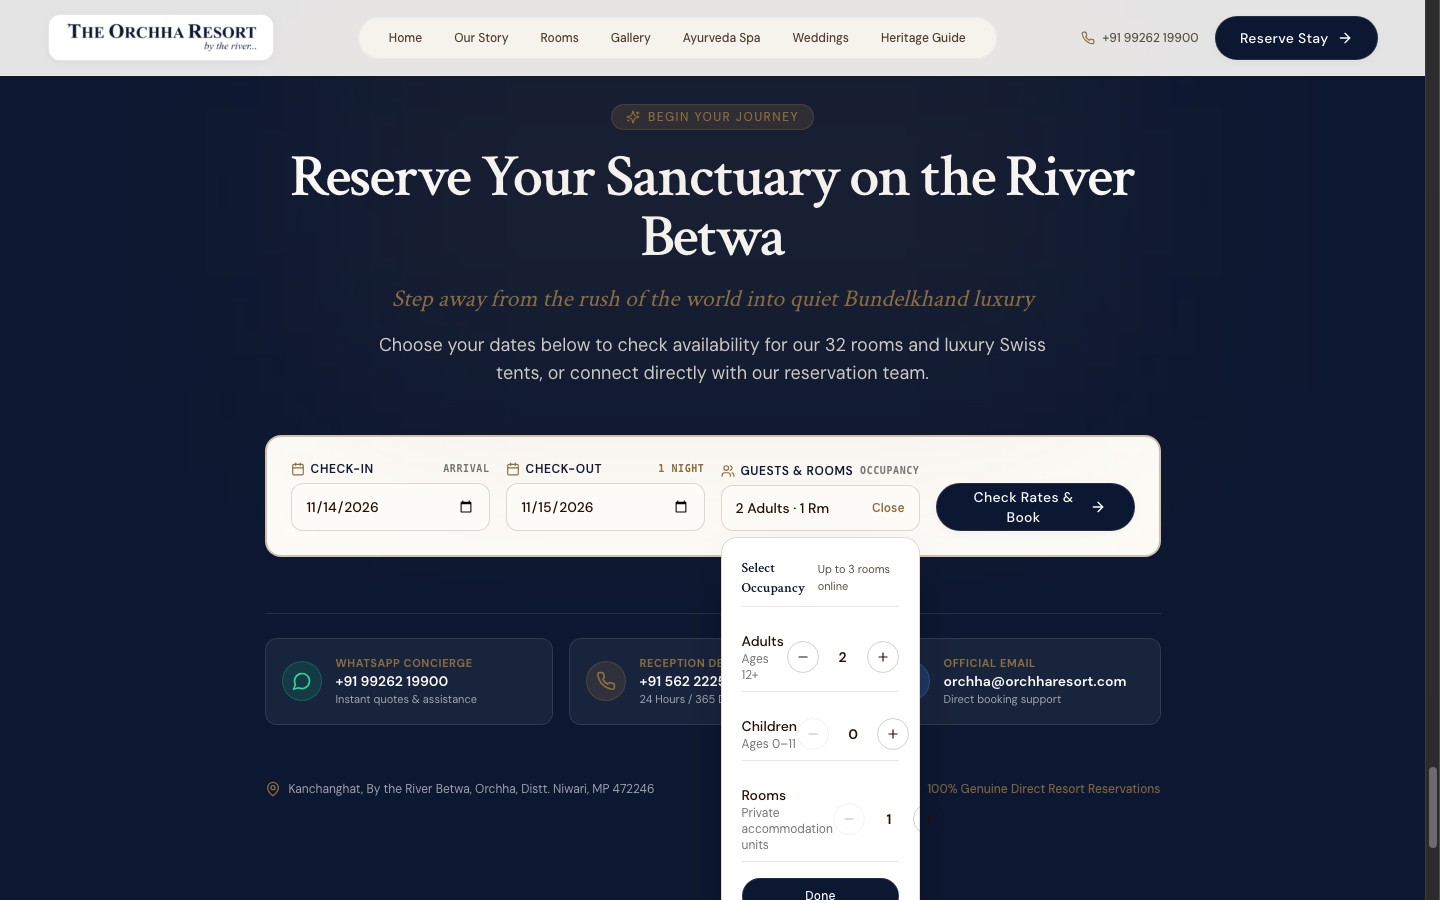 THE ORCHHA RESORT
by the river...
Home
Our Story
Rooms
Gallery
Ayurveda Spa
Weddings
Heritage Guide
+91 99262 19900
Reserve Stay
BEGIN YOUR JOURNEY
Reserve Your Sanctuary on the River
Betwa
Step away from the rush of the world into quiet Bundelkhand luxury
Choose your dates below to check availability for our 32 rooms and luxury Swiss
tents, or connect directly with our reservation team.
CHECK-IN
ARRIVAL
11/14/2026
CHECK-OUT
1 NIGHT
11/15/2026
GUESTS & ROOMS
OCCUPANCY
2 Adults · 1 Rm
Close
Check Rates &
Book
Select
Occupancy
Up to 3 rooms
online
Adults
Ages
12+
2
Children
Ages 0–11
0
Rooms
Private
accommodation
units
1
Done
WHATSAPP CONCIERGE
+91 99262 19900
Instant quotes & assistance
RECEPTION
+91 562 222
24 Hours / 365
OFFICIAL EMAIL
orchha@orchharesort.com
Direct booking support
Kanchanghat, By the River Betwa, Orchha, Distt. Niwari, MP 472246
100% Genuine Direct Resort Reservations